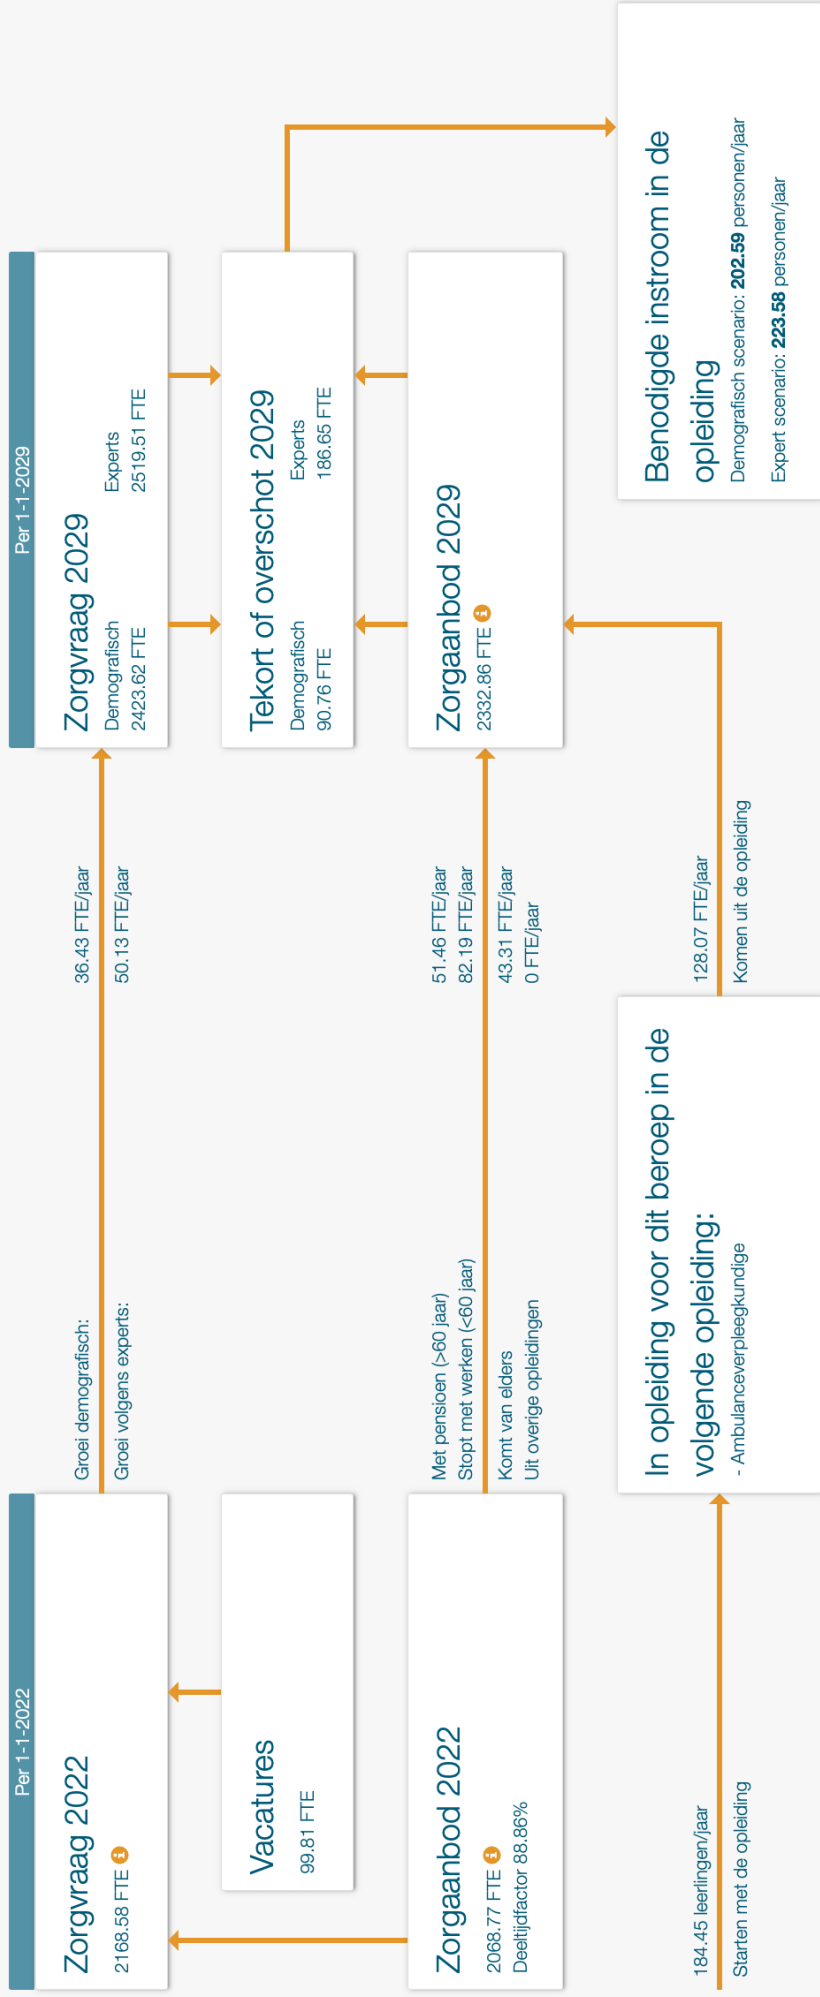 Per 1-1-2022
Zorgvraag 2022
2168.58 FTE
Vacatures
99.81 FTE
Zorgaanbod 2022
2068.77 FTE
Deeltijdfactor 88.86%
184.45 leerlingen/jaar
Starten met de opleiding
Groei demografisch: 36.43 FTE/jaar
Groei volgens experts: 50.13 FTE/jaar
Met pensioen (>60 jaar) 51.46 FTE/jaar
Stopt met werken (<60 jaar) 82.19 FTE/jaar
Komt van elders 43.31 FTE/jaar
Uit overige opleidingen 0 FTE/jaar
In opleiding voor dit beroep in de
volgende opleiding:
- Ambulanceverpleegkundige
128.07 FTE/jaar
Komen uit de opleiding
Per 1-1-2029
Zorgvraag 2029
Demografisch Experts
2423.62 FTE 2519.51 FTE
Tekort of overschot 2029
Demografisch Experts
90.76 FTE 186.65 FTE
Zorgaanbod 2029
2332.86 FTE
Benodigde instroom in de
opleiding
Demografisch scenario: 202.59 personen/jaar
Expert scenario: 223.58 personen/jaar